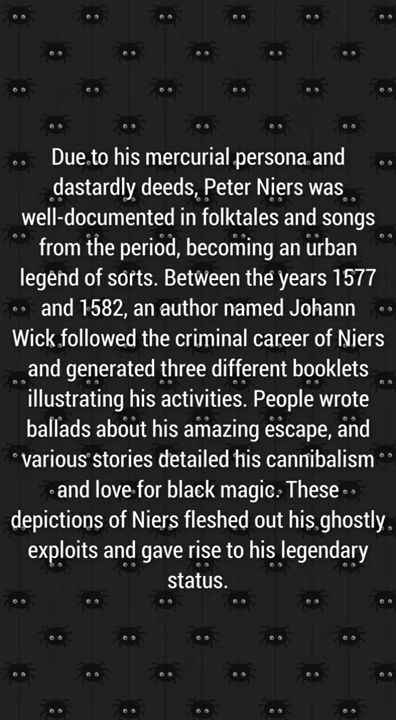 Due to his mercurial persona and
dastardly deeds, Peter Niers was
well-documented in folktales and songs
from the period, becoming an urban
legend of sorts. Between the years 1577
and 1582, an author named Johann
Wick followed the criminal career of Niers
and generated three different booklets
illustrating his activities. People wrote
ballads about his amazing escape, and
various stories detailed his cannibalism
and love for black magic. These
depictions of Niers fleshed out his ghostly
exploits and gave rise to his legendary
status.